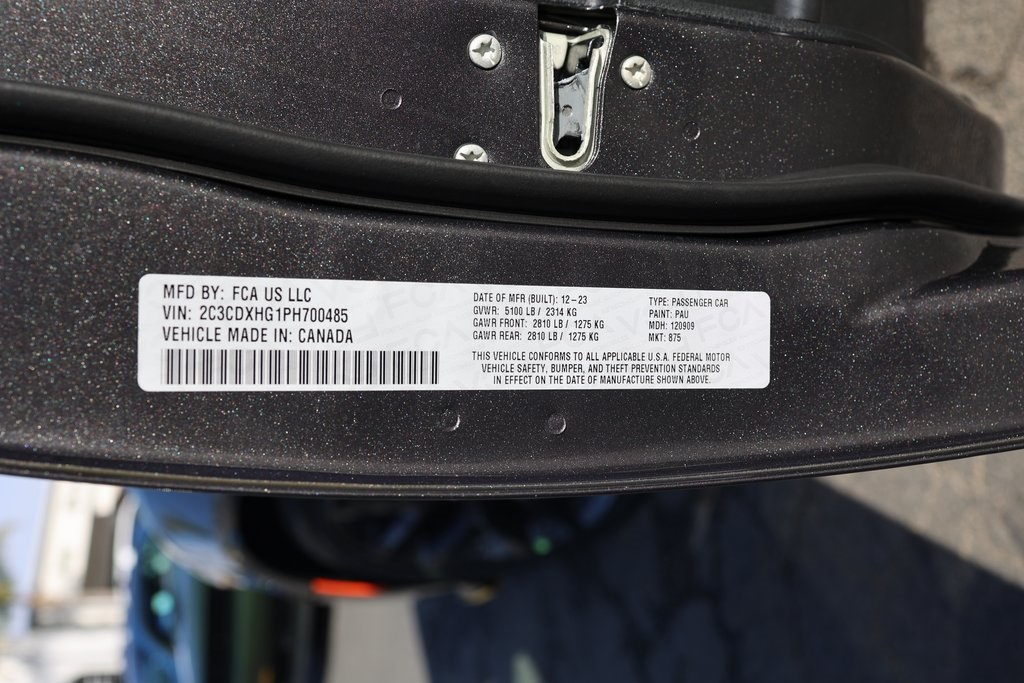 MFD BY: FCA US LLC
VIN: 2C3CDXHG1PH700485
VEHICLE MADE IN: CANADA
DATE OF MFR (BUILT): 12-23
GVWR: 5100 LB / 2314 KG
GAWR FRONT: 2810 LB / 1275 KG
GAWR REAR: 2810 LB / 1275 KG
TYPE: PASSENGER CAR
PAINT: PAU
MDH: 120909
MKT: 875
THIS VEHICLE CONFORMS TO ALL APPLICABLE U.S.A. FEDERAL MOTOR
VEHICLE SAFETY, BUMPER, AND THEFT PREVENTION STANDARDS
IN EFFECT ON THE DATE OF MANUFACTURE SHOWN ABOVE.